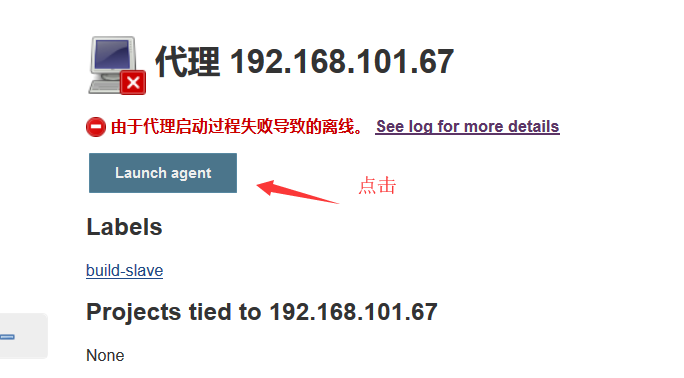 代理 192.168.101.67
由于代理启动过程失败导致的离线。 See log for more details
Launch agent
点击
Labels
build-slave
Projects tied to 192.168.101.67
None